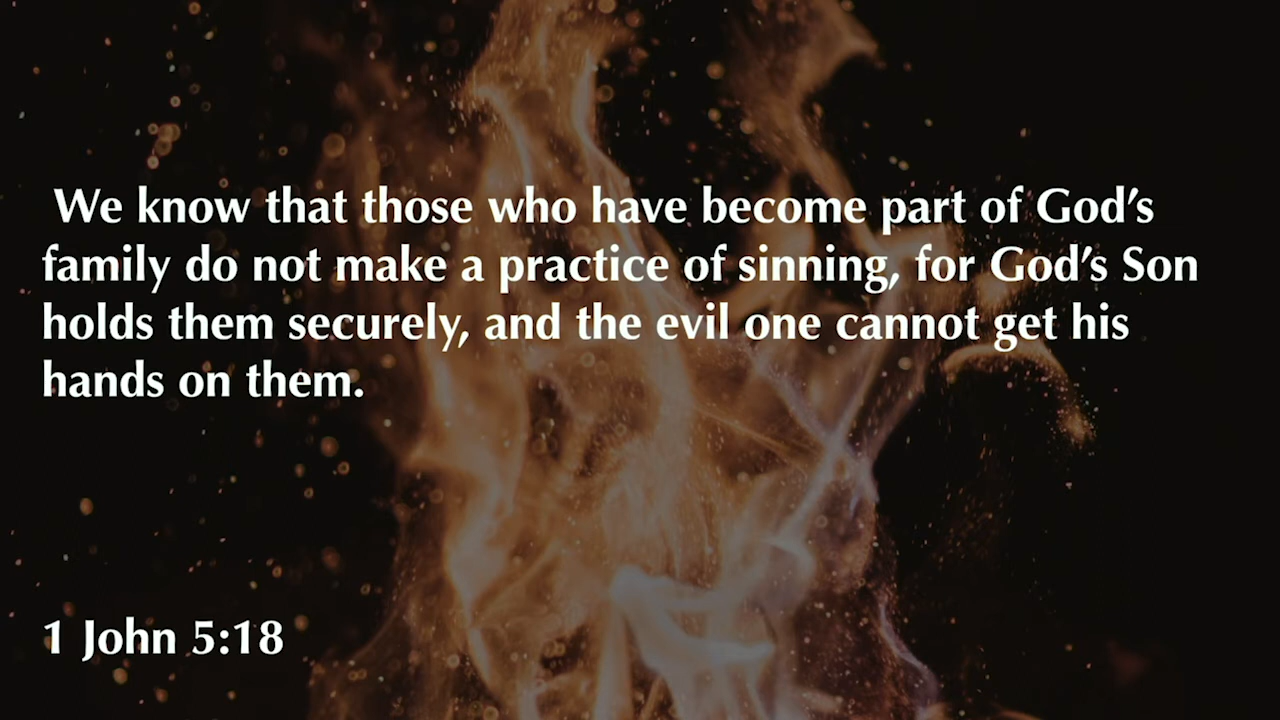 We know that those who have become part of God’s
family do not make a practice of sinning, for God’s Son
holds them securely, and the evil one cannot get his
hands on them.
1 John 5:18